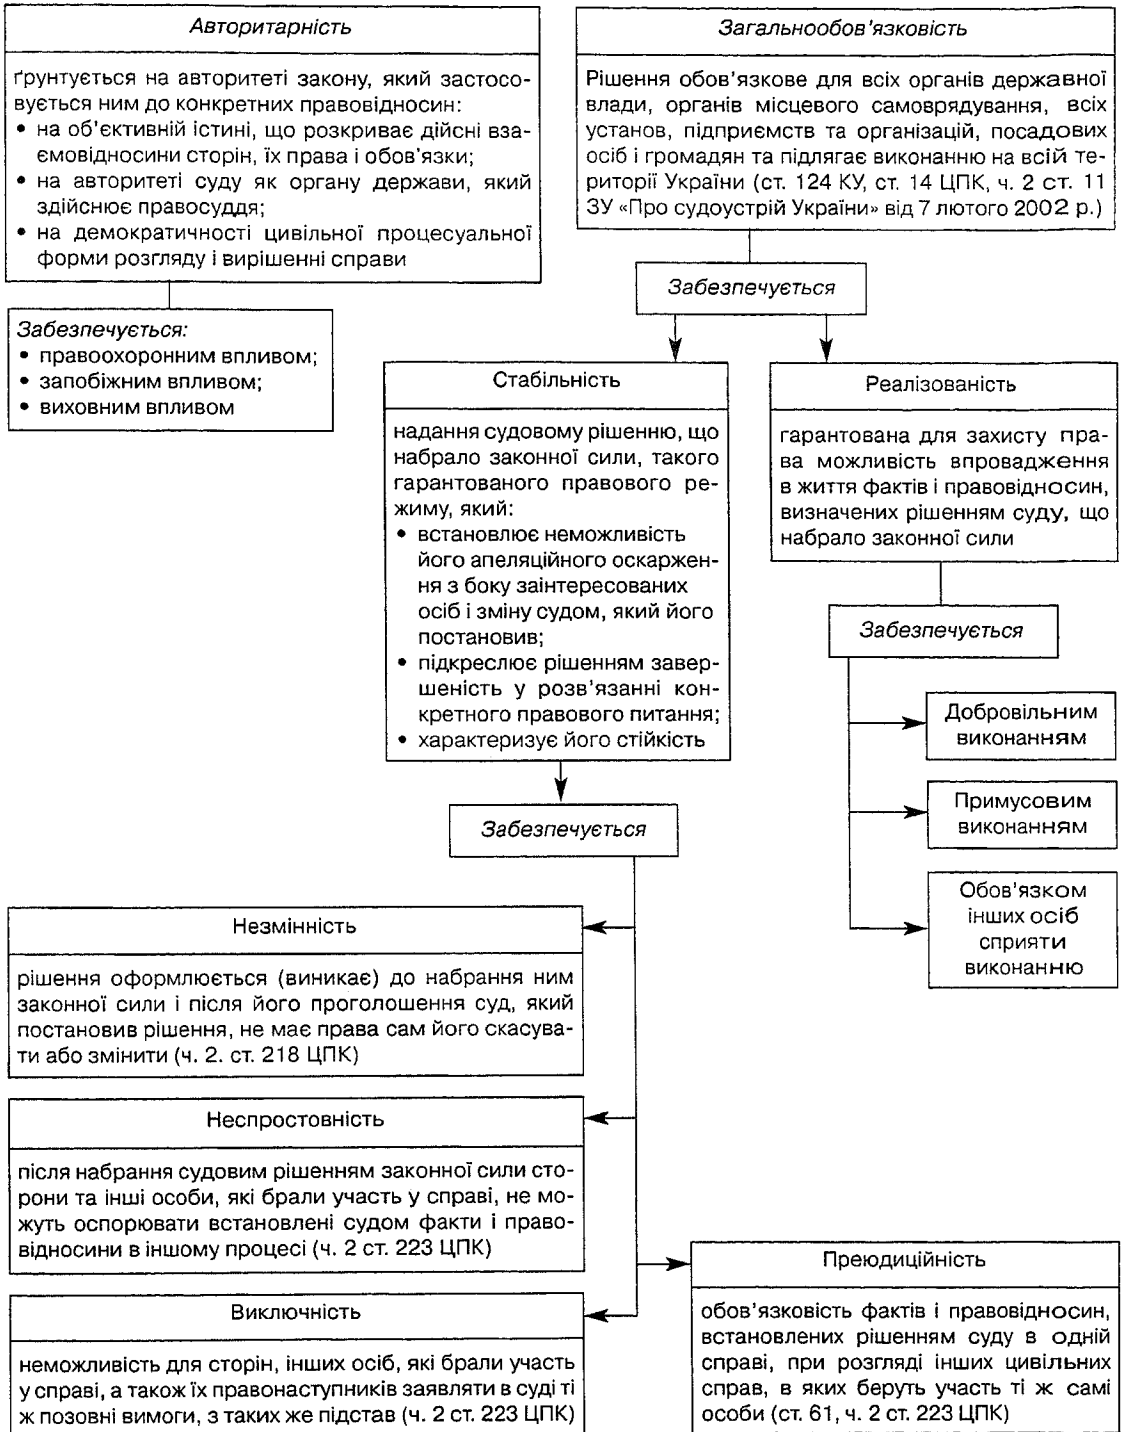 Авторитарність
ґрунтується на авторитеті закону, який застосо-
вується ним до конкретних правовідносин:
• на об’єктивній істині, що розкриває дійсні вза-
ємовідносини сторін, їх права і обов’язки;
• на авторитеті суду як органу держави, який
здійснює правосуддя;
• на демократичності цивільної процесуальної
форми розгляду і вирішенні справи
Забезпечується:
• правоохоронним впливом;
• запобіжним впливом;
• виховним впливом
Загальнообов’язковість
Рішення обов’язкове для всіх органів державної
влади, органів місцевого самоврядування, всіх
установ, підприємств та організацій, посадових
осіб і громадян та підлягає виконанню на всій те-
риторії України (ст. 124 КУ, ст. 14 ЦПК, ч. 2 ст. 11
ЗУ «Про судоустрій України» від 7 лютого 2002 р.)
Забезпечується
Стабільність
надання судовому рішенню, що
набрало законної сили, такого
гарантованого правового ре-
жиму, який:
• встановлює неможливість
його апеляційного оскаржен-
ня з боку заінтересованих
осіб і зміну судом, який його
постановив;
• підкреслює рішенням завер-
шеність у розв’язанні кон-
кретного правового питання;
• характеризує його стійкість
Реалізованість
гарантована для захисту пра-
ва можливість впровадження
в життя фактів і правовідносин,
визначених рішенням суду, що
набрало законної сили
Забезпечується
Добровільним
виконанням
Примусовим
виконанням
Обов’язком
інших осіб
сприяти
виконанню
Забезпечується
Незмінність
рішення оформлюється (виникає) до набрання ним
законної сили і після його проголошення суд, який
постановив рішення, не має права сам його скасува-
ти або змінити (ч. 2. ст. 218 ЦПК)
Неспростовність
після набрання судовим рішенням законної сили сто-
рони та інші особи, які брали участь у справі, не мо-
жуть оспорювати встановлені судом факти і право-
відносини в іншому процесі (ч. 2 ст. 223 ЦПК)
Виключність
неможливість для сторін, інших осіб, які брали участь
у справі, а також їх правонаступників заявляти в суді ті
ж позовні вимоги, з таких же підстав (ч. 2 ст. 223 ЦПК)
Преюдиційність
обов’язковість фактів і правовідносин,
встановлених рішенням суду в одній
справі, при розгляді інших цивільних
справ, в яких беруть участь ті ж самі
особи (ст. 61, ч. 2 ст. 223 ЦПК)